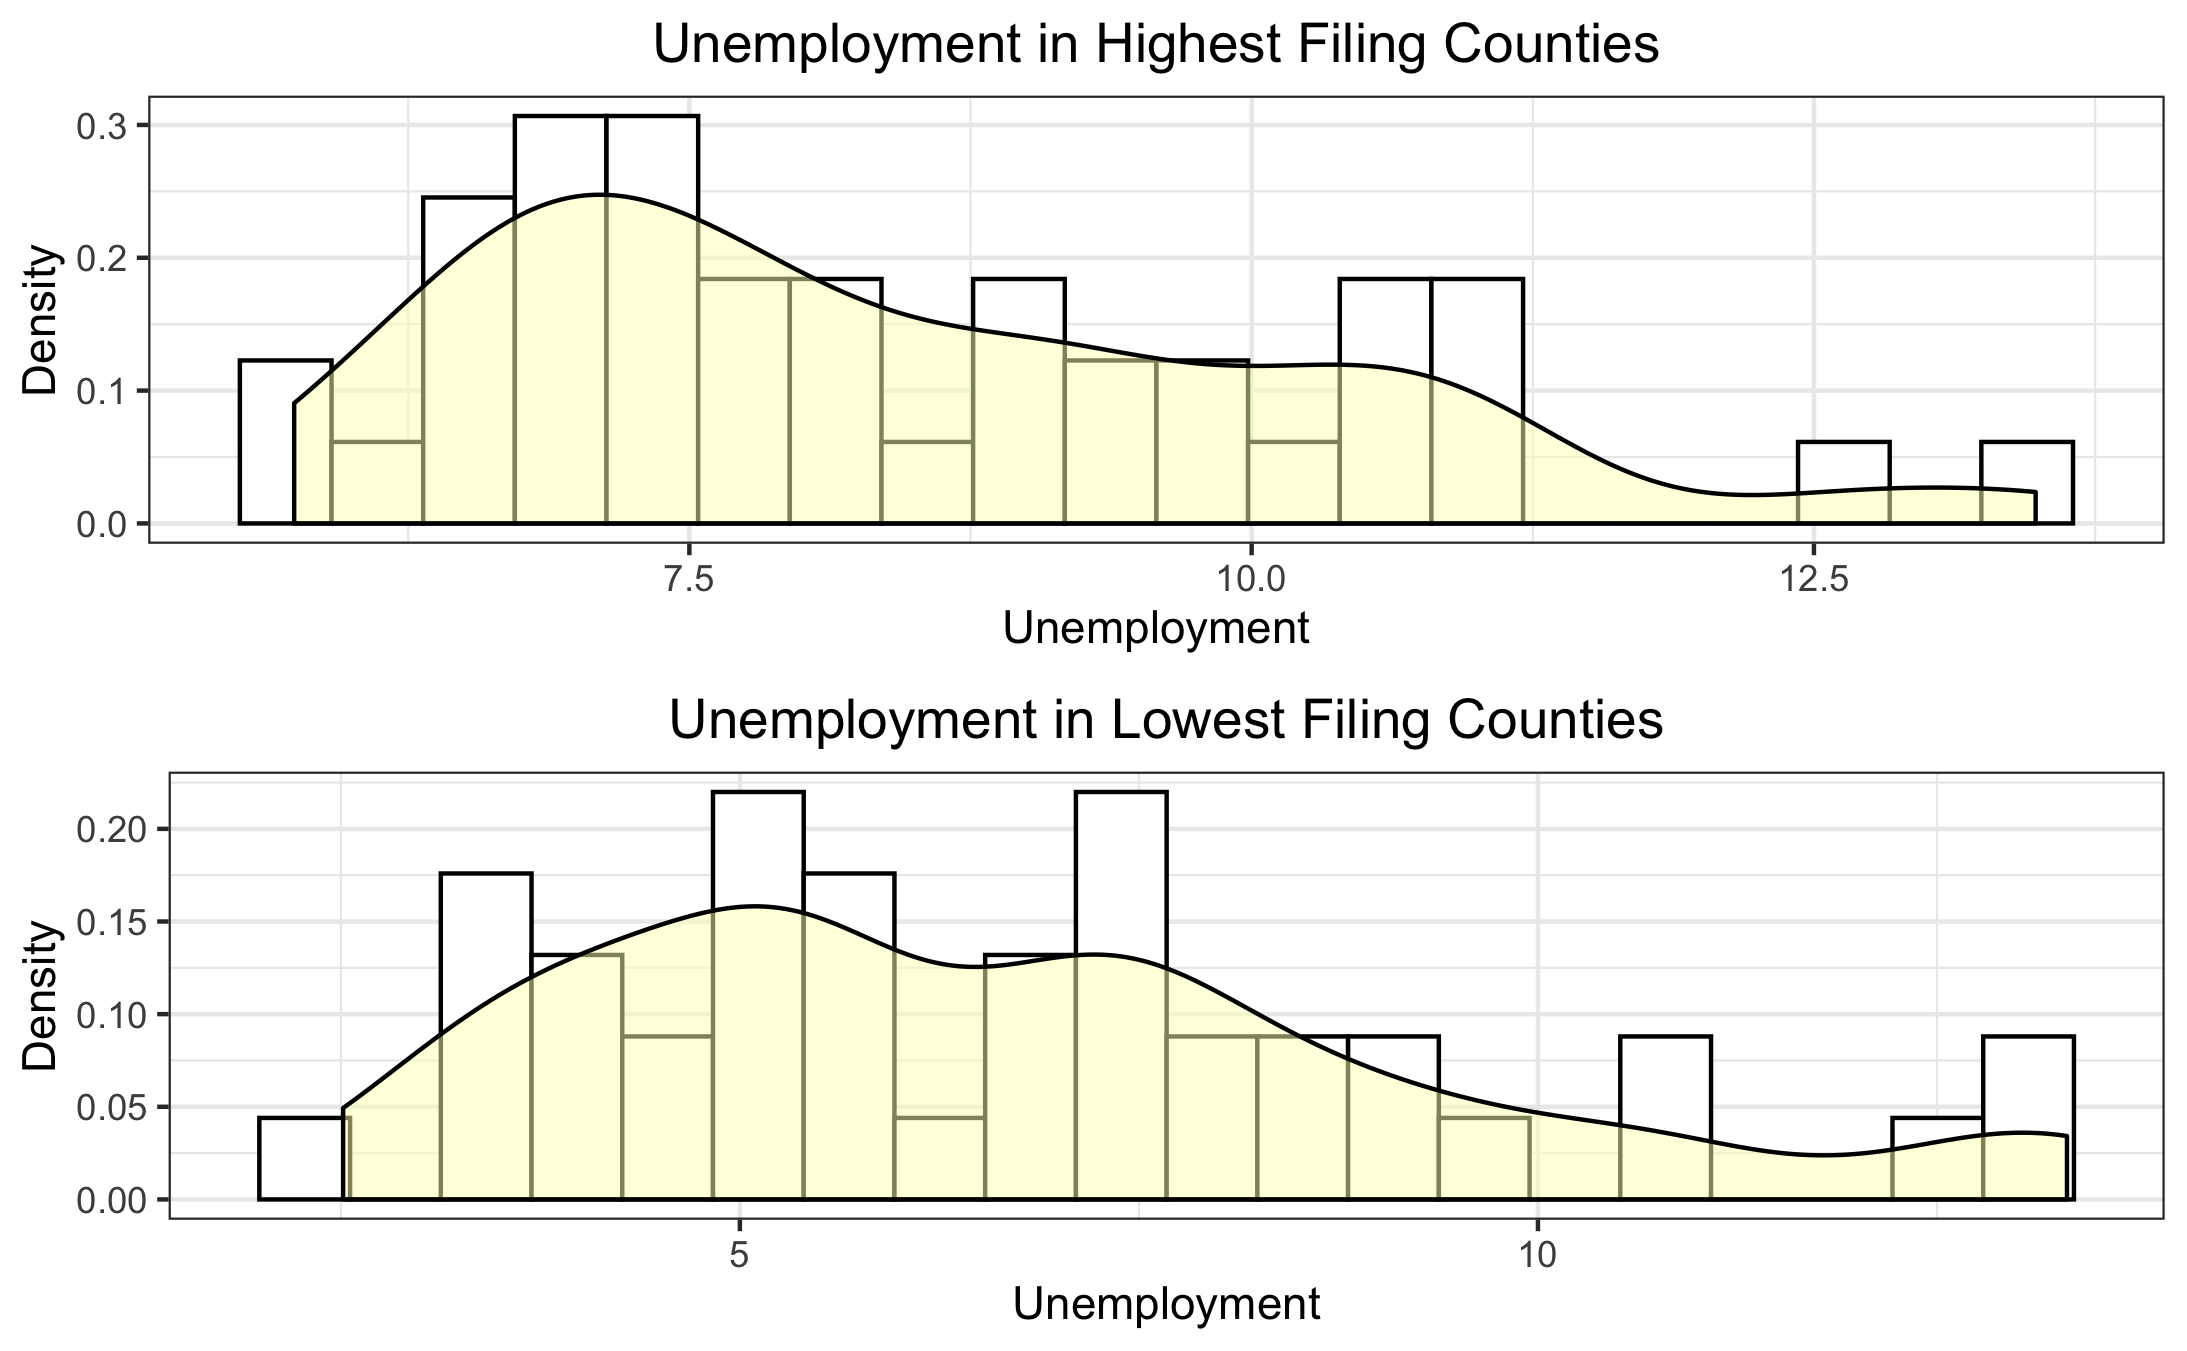 Unemployment in Highest Filing Counties
Density
0.3
0.2
0.1
0.0
7.5 10.0 12.5
Unemployment
Unemployment in Lowest Filing Counties
Density
0.20
0.15
0.10
0.05
0.00
5 10
Unemployment